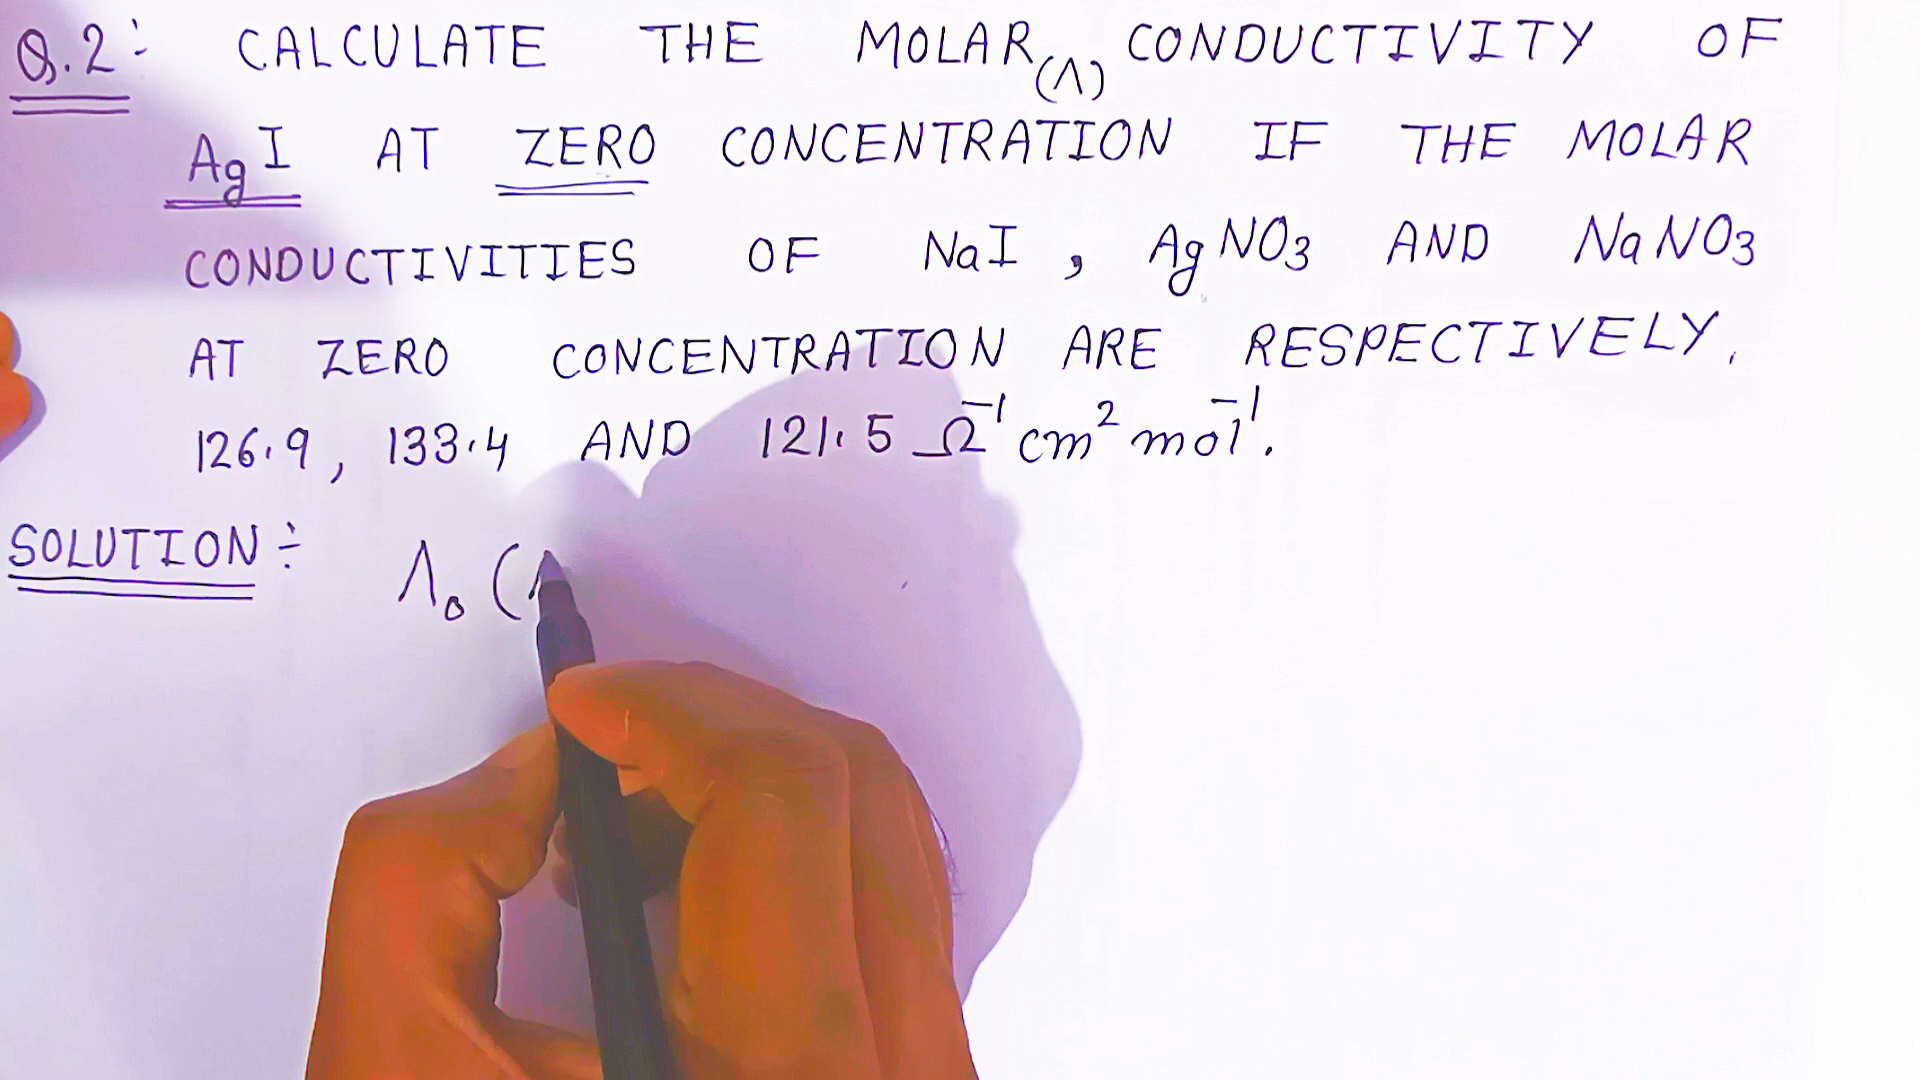 Q.2:- CALCULATE THE MOLAR (Λ) CONDUCTIVITY OF
AgI AT ZERO CONCENTRATION IF THE MOLAR
CONDUCTIVITIES OF NaI, AgNO3 AND NaNO3
AT ZERO CONCENTRATION ARE RESPECTIVELY.
126.9, 133.4 AND 121.5 Ω⁻¹ cm² mol⁻¹.
SOLUTION÷ Λ₀ (